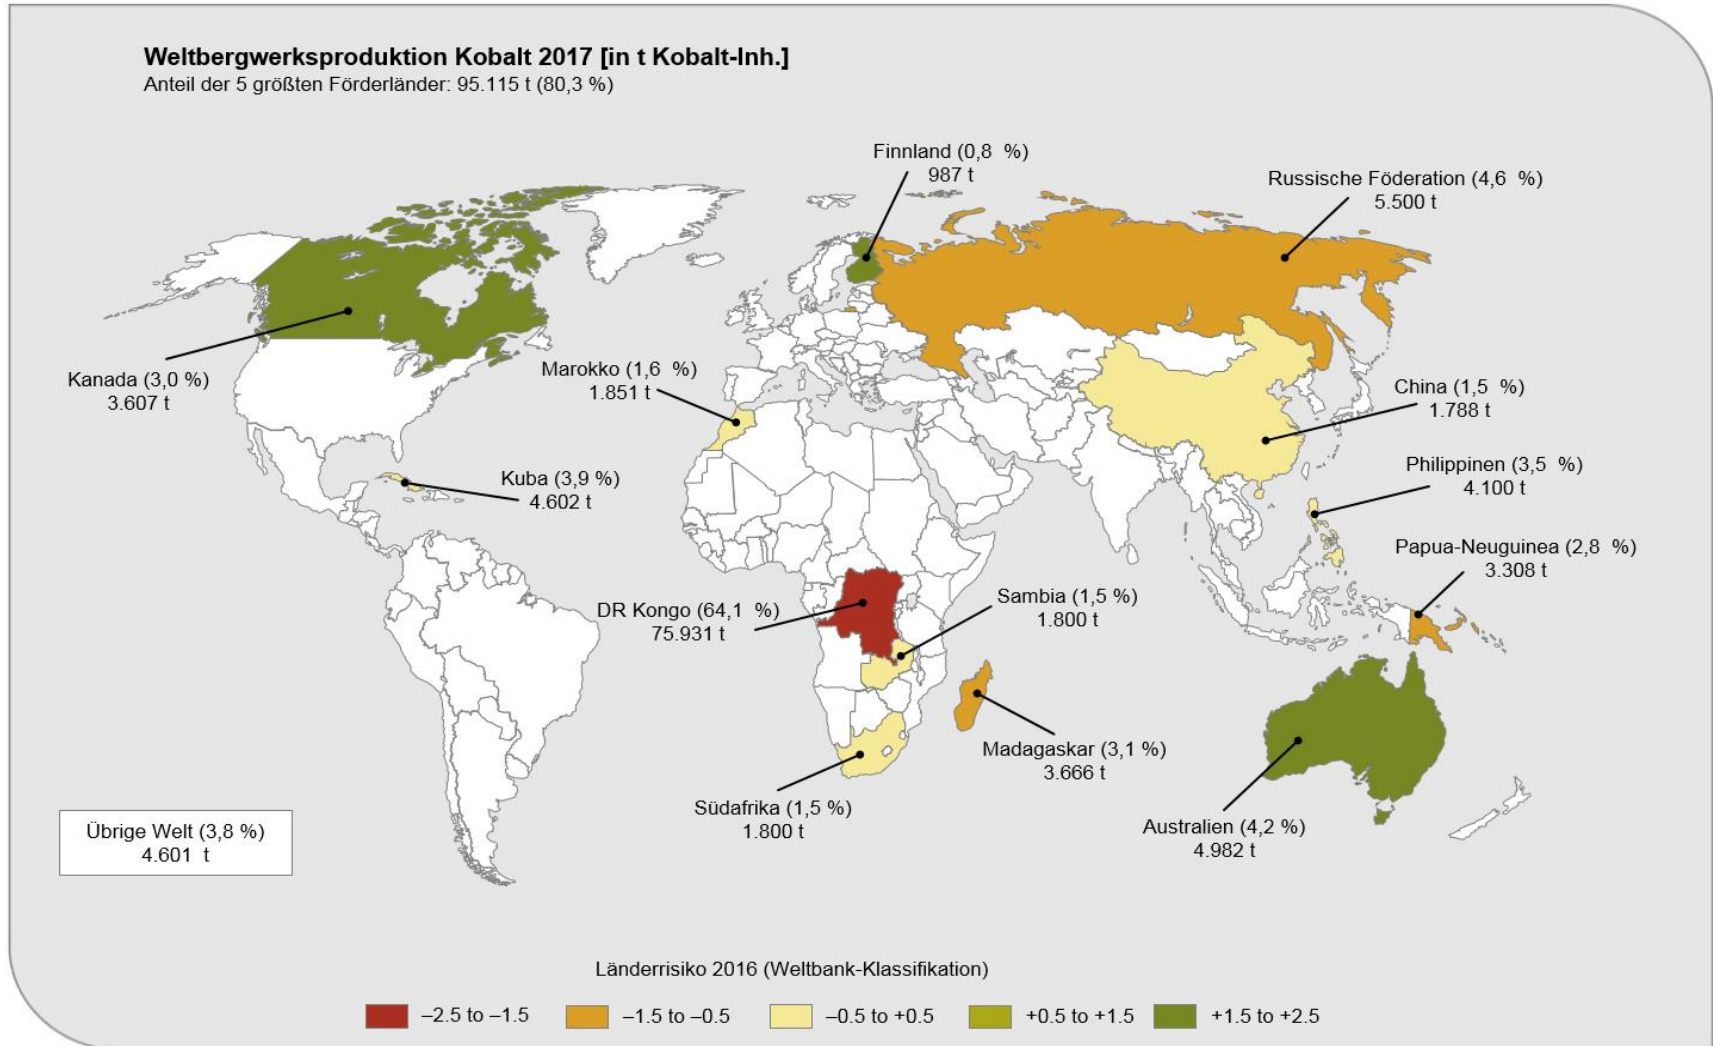 Weltbergwerksproduktion Kobalt 2017 [in t Kobalt-Inh.]
Anteil der 5 größten Förderländer: 95.115 t (80,3 %)
Finnland (0,8 %)
987 t
Russische Föderation (4,6 %)
5.500 t
Kanada (3,0 %)
3.607 t
Marokko (1,6 %)
1.851 t
China (1,5 %)
1.788 t
Kuba (3,9 %)
4.602 t
Philippinen (3,5 %)
4.100 t
Papua-Neuguinea (2,8 %)
3.308 t
DR Kongo (64,1 %)
75.931 t
Sambia (1,5 %)
1.800 t
Madagaskar (3,1 %)
3.666 t
Südafrika (1,5 %)
1.800 t
Australien (4,2 %)
4.982 t
Übrige Welt (3,8 %)
4.601 t
Länderrisiko 2016 (Weltbank-Klassifikation)
–2.5 to –1.5
–1.5 to –0.5
–0.5 to +0.5
+0.5 to +1.5
+1.5 to +2.5